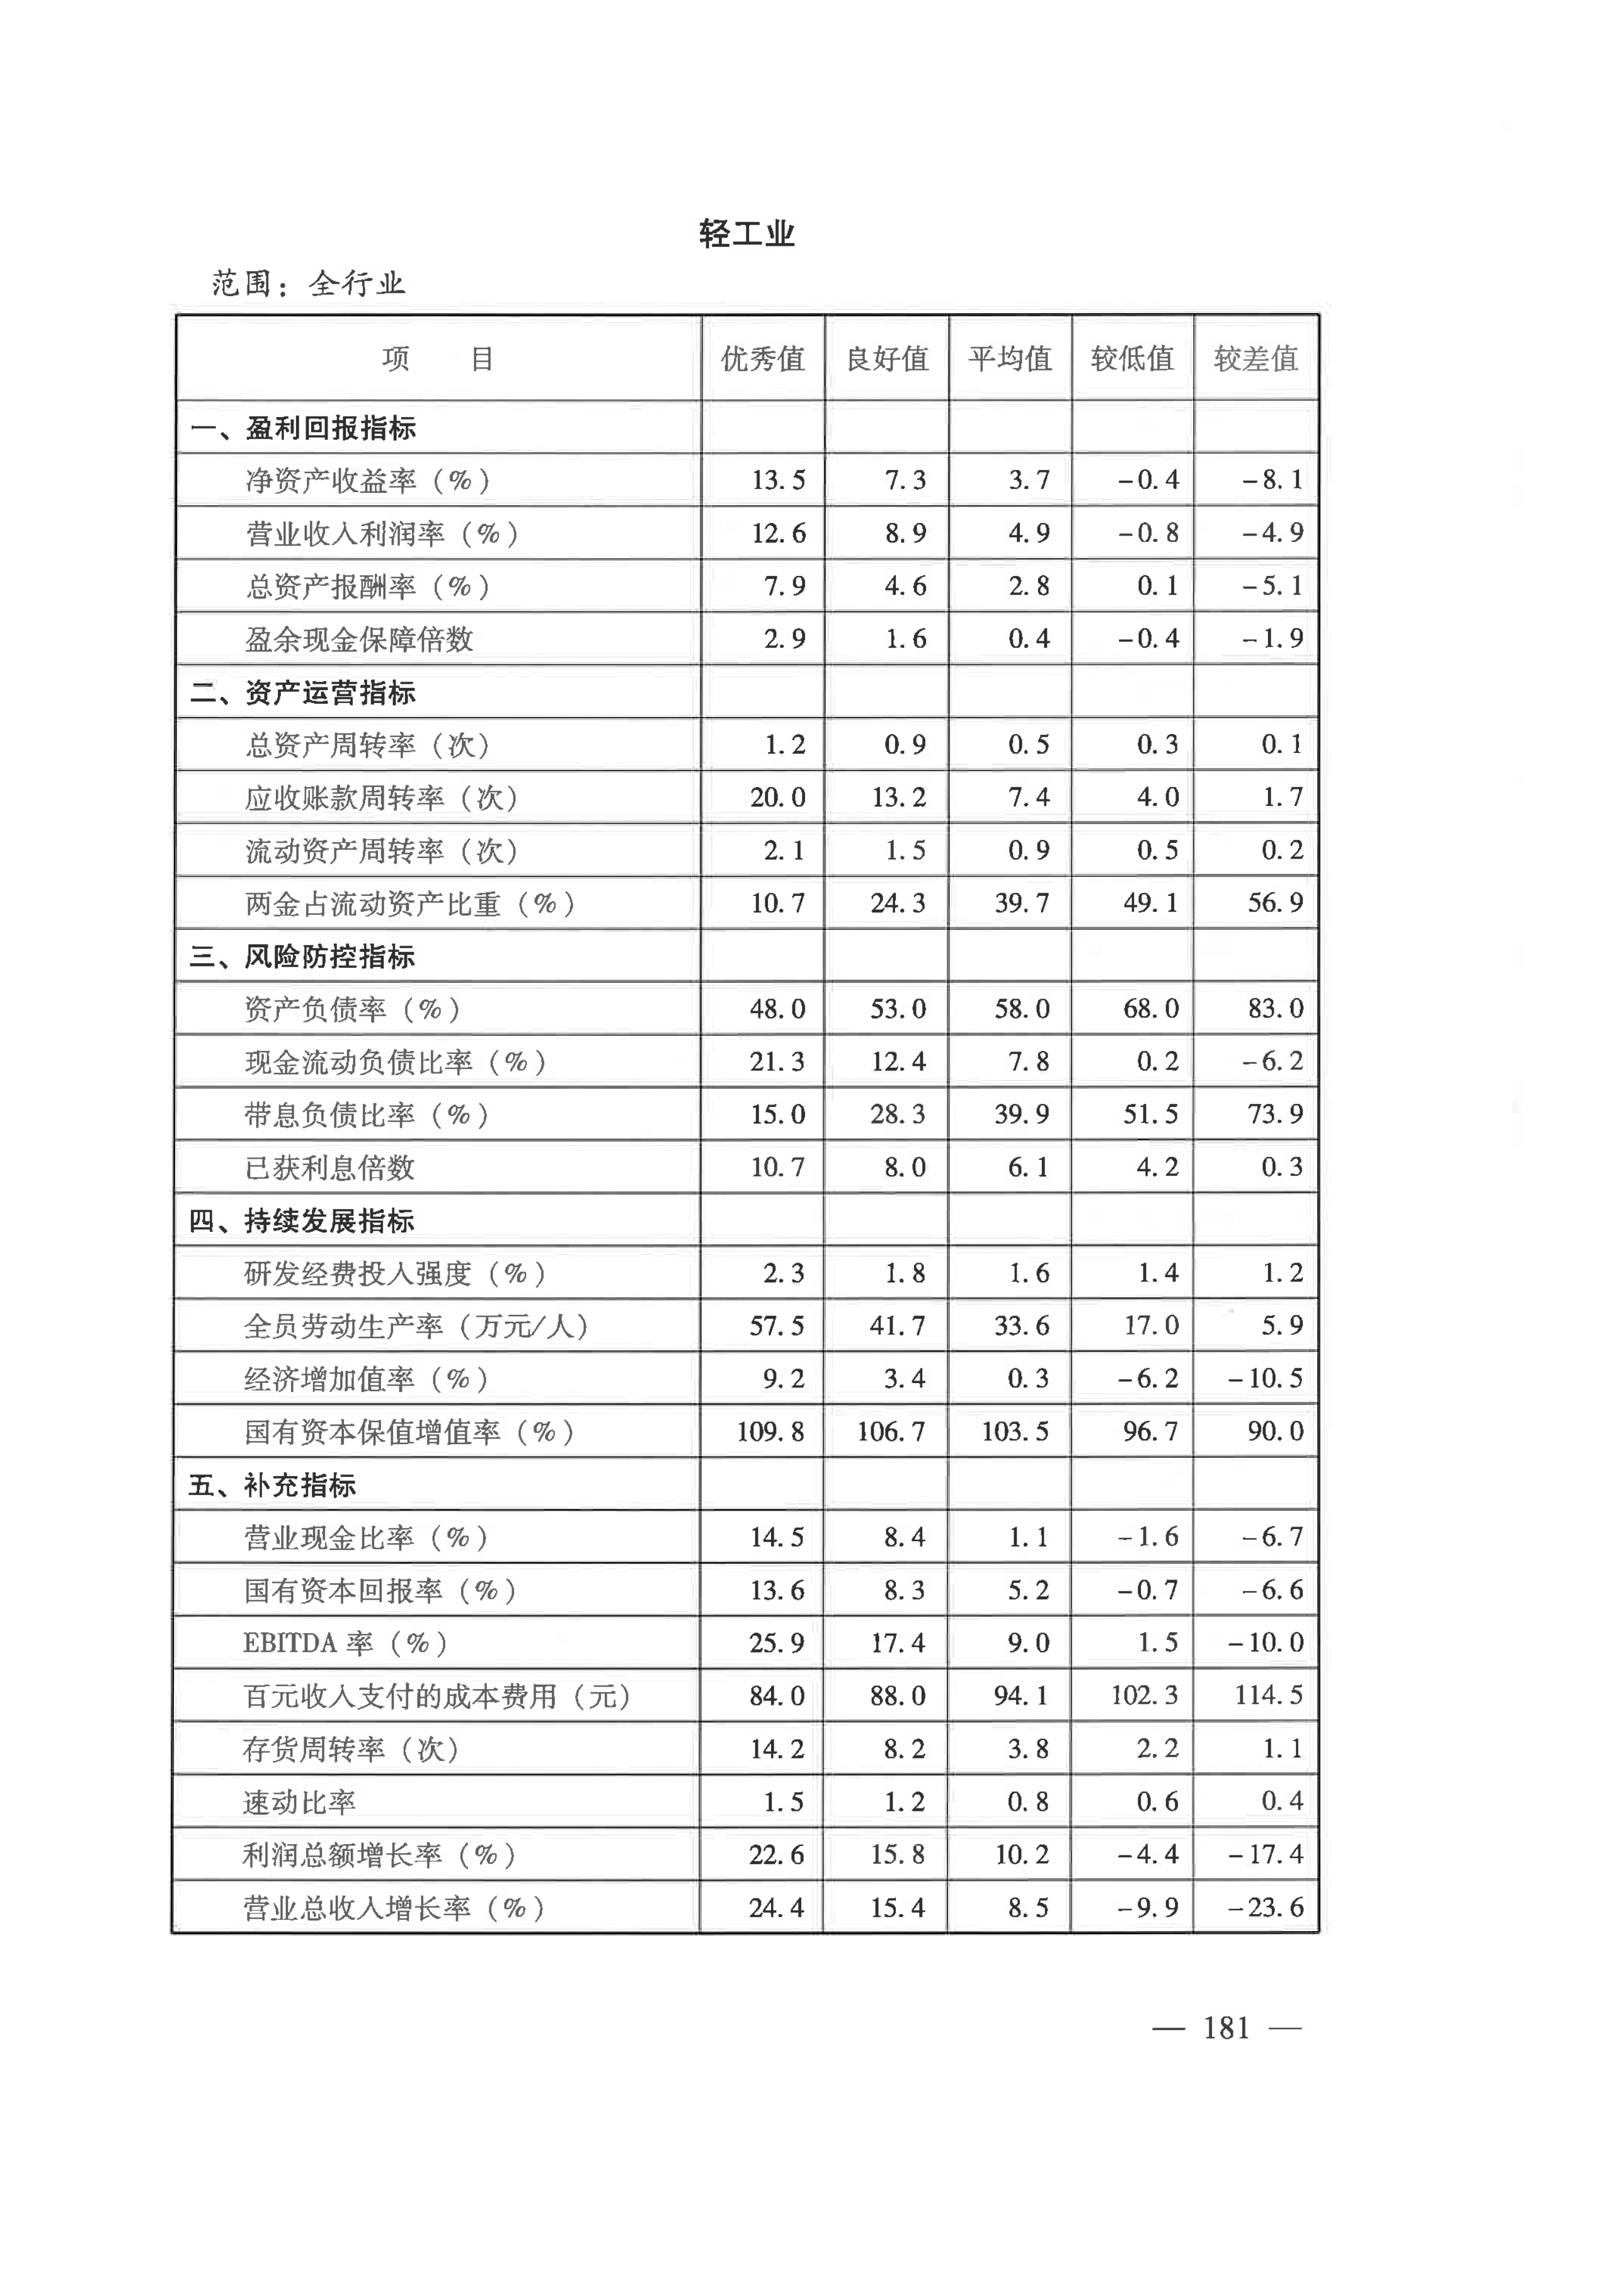 轻工业
范围：全行业
项 目 优秀值 良好值 平均值 较低值 较差值
一、盈利回报指标
净资产收益率（%） 13.5 7.3 3.7 -0.4 -8.1
营业收入利润率（%） 12.6 8.9 4.9 -0.8 -4.9
总资产报酬率（%） 7.9 4.6 2.8 0.1 -5.1
盈余现金保障倍数 2.9 1.6 0.4 -0.4 -1.9
二、资产运营指标
总资产周转率（次） 1.2 0.9 0.5 0.3 0.1
应收账款周转率（次） 20.0 13.2 7.4 4.0 1.7
流动资产周转率（次） 2.1 1.5 0.9 0.5 0.2
两金占流动资产比重（%） 10.7 24.3 39.7 49.1 56.9
三、风险防控指标
资产负债率（%） 48.0 53.0 58.0 68.0 83.0
现金流动负债比率（%） 21.3 12.4 7.8 0.2 -6.2
带息负债比率（%） 15.0 28.3 39.9 51.5 73.9
已获利息倍数 10.7 8.0 6.1 4.2 0.3
四、持续发展指标
研发经费投入强度（%） 2.3 1.8 1.6 1.4 1.2
全员劳动生产率（万元/人） 57.5 41.7 33.6 17.0 5.9
经济增加值率（%） 9.2 3.4 0.3 -6.2 -10.5
国有资本保值增值率（%） 109.8 106.7 103.5 96.7 90.0
五、补充指标
营业现金比率（%） 14.5 8.4 1.1 -1.6 -6.7
国有资本回报率（%） 13.6 8.3 5.2 -0.7 -6.6
EBITDA 率（%） 25.9 17.4 9.0 1.5 -10.0
百元收入支付的成本费用（元） 84.0 88.0 94.1 102.3 114.5
存货周转率（次） 14.2 8.2 3.8 2.2 1.1
速动比率 1.5 1.2 0.8 0.6 0.4
利润总额增长率（%） 22.6 15.8 10.2 -4.4 -17.4
营业总收入增长率（%） 24.4 15.4 8.5 -9.9 -23.6
— 181 —